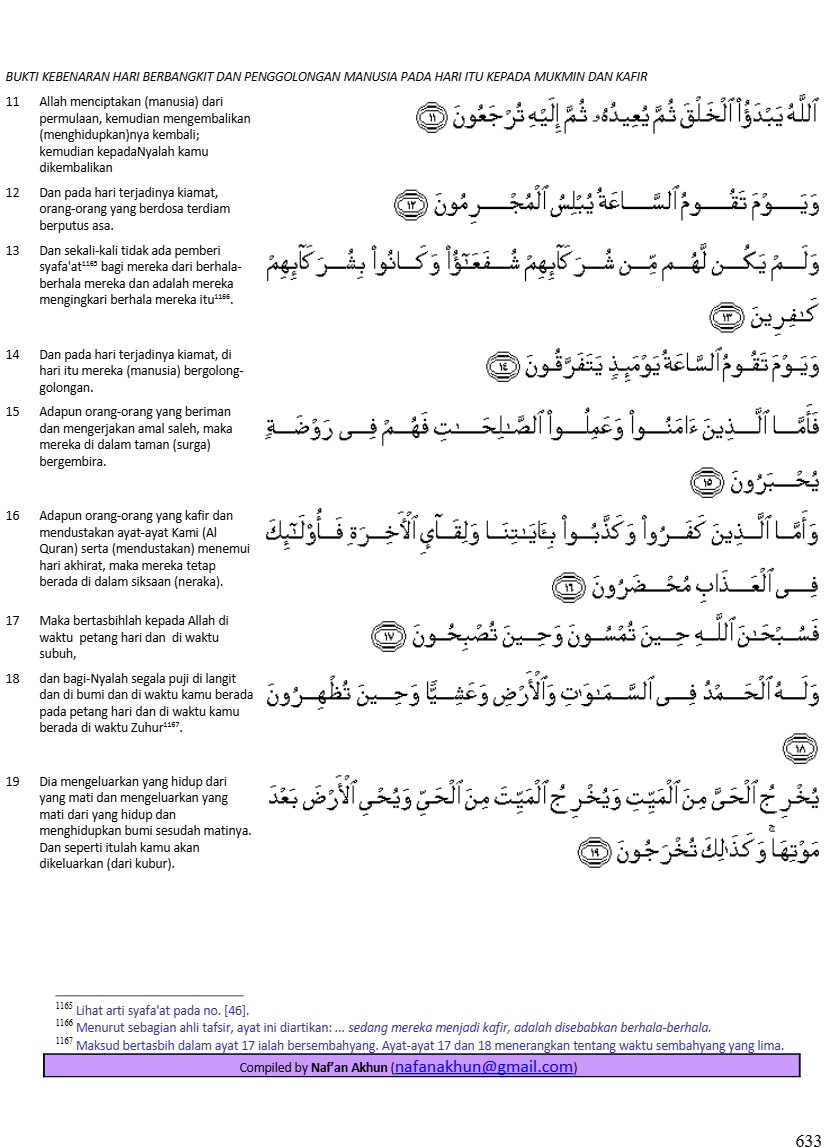 BUKTI KEBENARAN HARI BERBANGKIT DAN PENGGOLONGAN MANUSIA PADA HARI ITU KEPADA MUKMIN DAN KAFIR
11 Allah menciptakan (manusia) dari
permulaan, kemudian mengembalikan
(menghidupkan)nya kembali;
kemudian kepadaNyalah kamu
dikembalikan
ٱللَّهُ يَبْدَؤُا۟ ٱلْخَلْقَ ثُمَّ يُعِيدُهُۥ ثُمَّ إِلَيْهِ تُرْجَعُونَ ١١
12 Dan pada hari terjadinya kiamat,
orang-orang yang berdosa terdiam
berputus asa.
وَيَوْمَ تَقُومُ ٱلسَّاعَةُ يُبْلِسُ ٱلْمُجْرِمُونَ ١٢
13 Dan sekali-kali tidak ada pemberi
syafa'at¹¹⁶⁵ bagi mereka dari berhala-
berhala mereka dan adalah mereka
mengingkari berhala mereka itu¹¹⁶⁶.
وَلَمْ يَكُن لَّهُم مِّن شُرَكَآئِهِمْ شُفَعَـٰٓؤُا۟ وَكَانُوا۟ بِشُرَكَآئِهِمْ
كَـٰفِرِينَ ١٣
14 Dan pada hari terjadinya kiamat, di
hari itu mereka (manusia) bergolong-
golongan.
وَيَوْمَ تَقُومُ ٱلسَّاعَةُ يَوْمَئِذٍ يَتَفَرَّقُونَ ١٤
15 Adapun orang-orang yang beriman
dan mengerjakan amal saleh, maka
mereka di dalam taman (surga)
bergembira.
فَأَمَّا ٱلَّذِينَ ءَامَنُوا۟ وَعَمِلُوا۟ ٱلصَّـٰلِحَـٰتِ فَهُمْ فِى رَوْضَةٍ
يُحْبَرُونَ ١٥
16 Adapun orang-orang yang kafir dan
mendustakan ayat-ayat Kami (Al
Quran) serta (mendustakan) menemui
hari akhirat, maka mereka tetap
berada di dalam siksaan (neraka).
وَأَمَّا ٱلَّذِينَ كَفَرُوا۟ وَكَذَّبُوا۟ بِـَٔايَـٰتِنَا وَلِقَآئِ ٱلْـَٔاخِرَةِ فَأُو۟لَـٰٓئِكَ
فِى ٱلْعَذَابِ مُحْضَرُونَ ١٦
17 Maka bertasbihlah kepada Allah di
waktu petang hari dan di waktu
subuh,
فَسُبْحَـٰنَ ٱللَّهِ حِينَ تُمْسُونَ وَحِينَ تُصْبِحُونَ ١٧
18 dan bagi-Nyalah segala puji di langit
dan di bumi dan di waktu kamu berada
pada petang hari dan di waktu kamu
berada di waktu Zuhur¹¹⁶⁷.
وَلَهُ ٱلْحَمْدُ فِى ٱلسَّمَـٰوَٰتِ وَٱلْأَرْضِ وَعَشِيًّا وَحِينَ تُظْهِرُونَ
١٨
19 Dia mengeluarkan yang hidup dari
yang mati dan mengeluarkan yang
mati dari yang hidup dan
menghidupkan bumi sesudah matinya.
Dan seperti itulah kamu akan
dikeluarkan (dari kubur).
يُخْرِجُ ٱلْحَىَّ مِنَ ٱلْمَيِّتِ وَيُخْرِجُ ٱلْمَيِّتَ مِنَ ٱلْحَىِّ وَيُحْىِ ٱلْأَرْضَ بَعْدَ
مَوْتِهَا ۚ وَكَذَٰلِكَ تُخْرَجُونَ ١٩
¹¹⁶⁵ Lihat arti syafa'at pada no. [46].
¹¹⁶⁶ Menurut sebagian ahli tafsir, ayat ini diartikan: ... sedang mereka menjadi kafir, adalah disebabkan berhala-berhala.
¹¹⁶⁷ Maksud bertasbih dalam ayat 17 ialah bersembahyang. Ayat-ayat 17 dan 18 menerangkan tentang waktu sembahyang yang lima.
Compiled by Naf’an Akhun (nafanakhun@gmail.com)
633